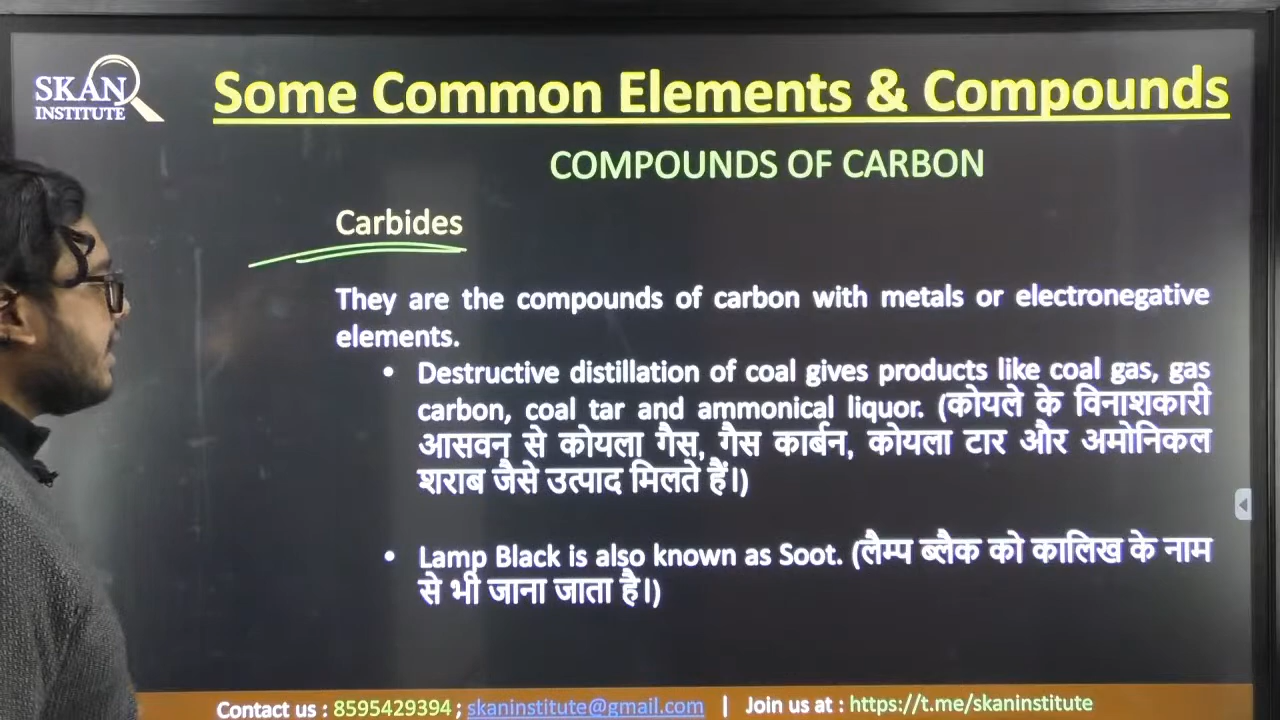 SKAN
INSTITUTE
Some Common Elements & Compounds
COMPOUNDS OF CARBON
Carbides
They are the compounds of carbon with metals or electronegative
elements.
• Destructive distillation of coal gives products like coal gas, gas
carbon, coal tar and ammonical liquor. (कोयले के विनाशकारी
आसवन से कोयला गैस, गैस कार्बन, कोयला टार और अमोनिकल
शराब जैसे उत्पाद मिलते हैं।)
• Lamp Black is also known as Soot. (लैम्प ब्लैक को कालिख के नाम
से भी जाना जाता है।)
Contact us : 8595429394 ; skaninstitute@gmail.com | Join us at : https://t.me/skaninstitute